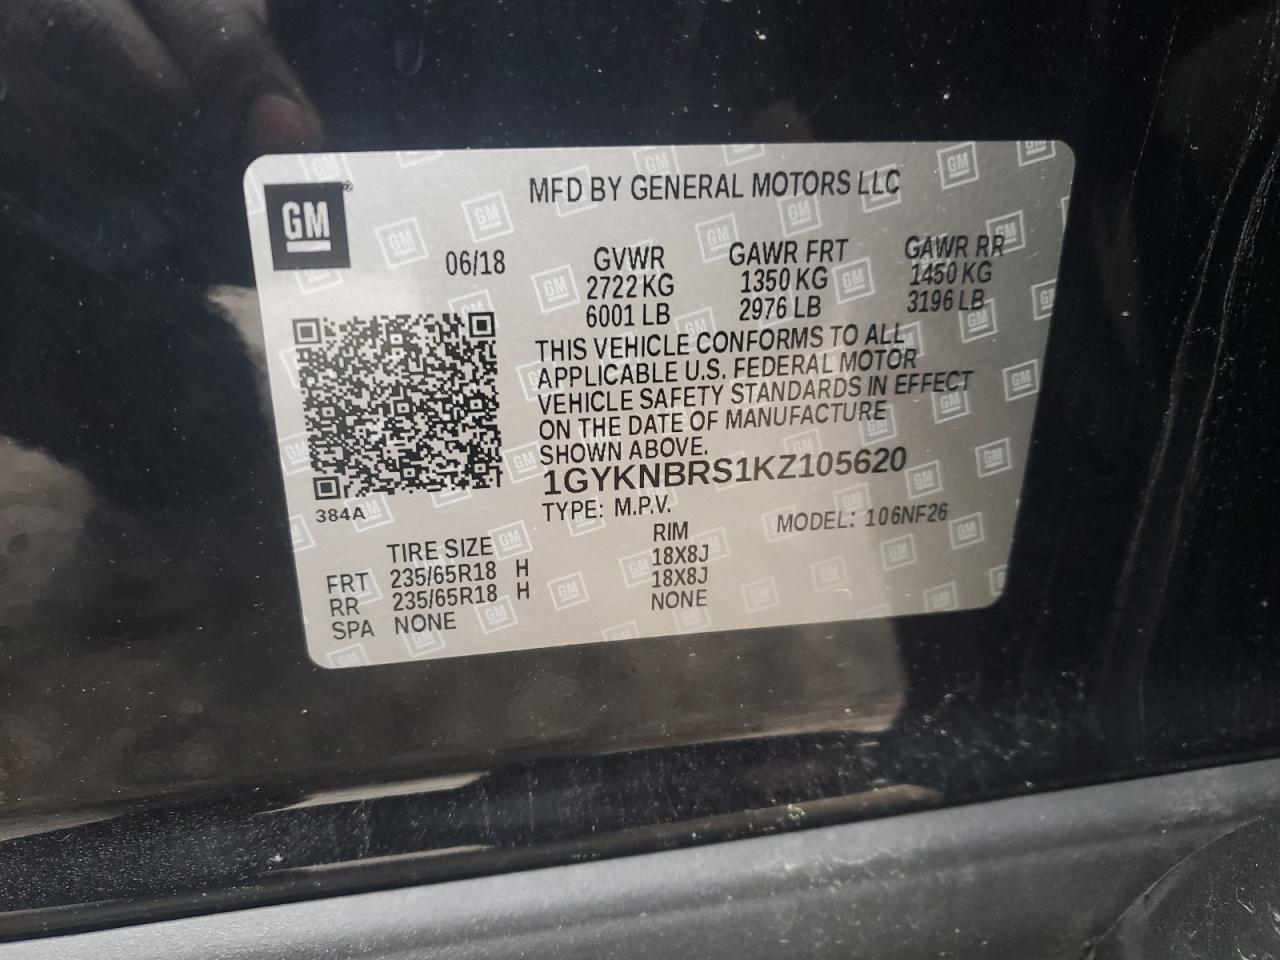 GM
MFD BY GENERAL MOTORS LLC
06/18
GVWR GAWR FRT GAWR RR
2722 KG 1350 KG 1450 KG
6001 LB 2976 LB 3196 LB
THIS VEHICLE CONFORMS TO ALL
APPLICABLE U.S. FEDERAL MOTOR
VEHICLE SAFETY STANDARDS IN EFFECT
ON THE DATE OF MANUFACTURE
SHOWN ABOVE.
1GYKNBRS1KZ105620
384A
TYPE: M.P.V. MODEL: 106NF26
TIRE SIZE RIM
FRT 235/65R18 H 18X8J
RR 235/65R18 H 18X8J
SPA NONE NONE